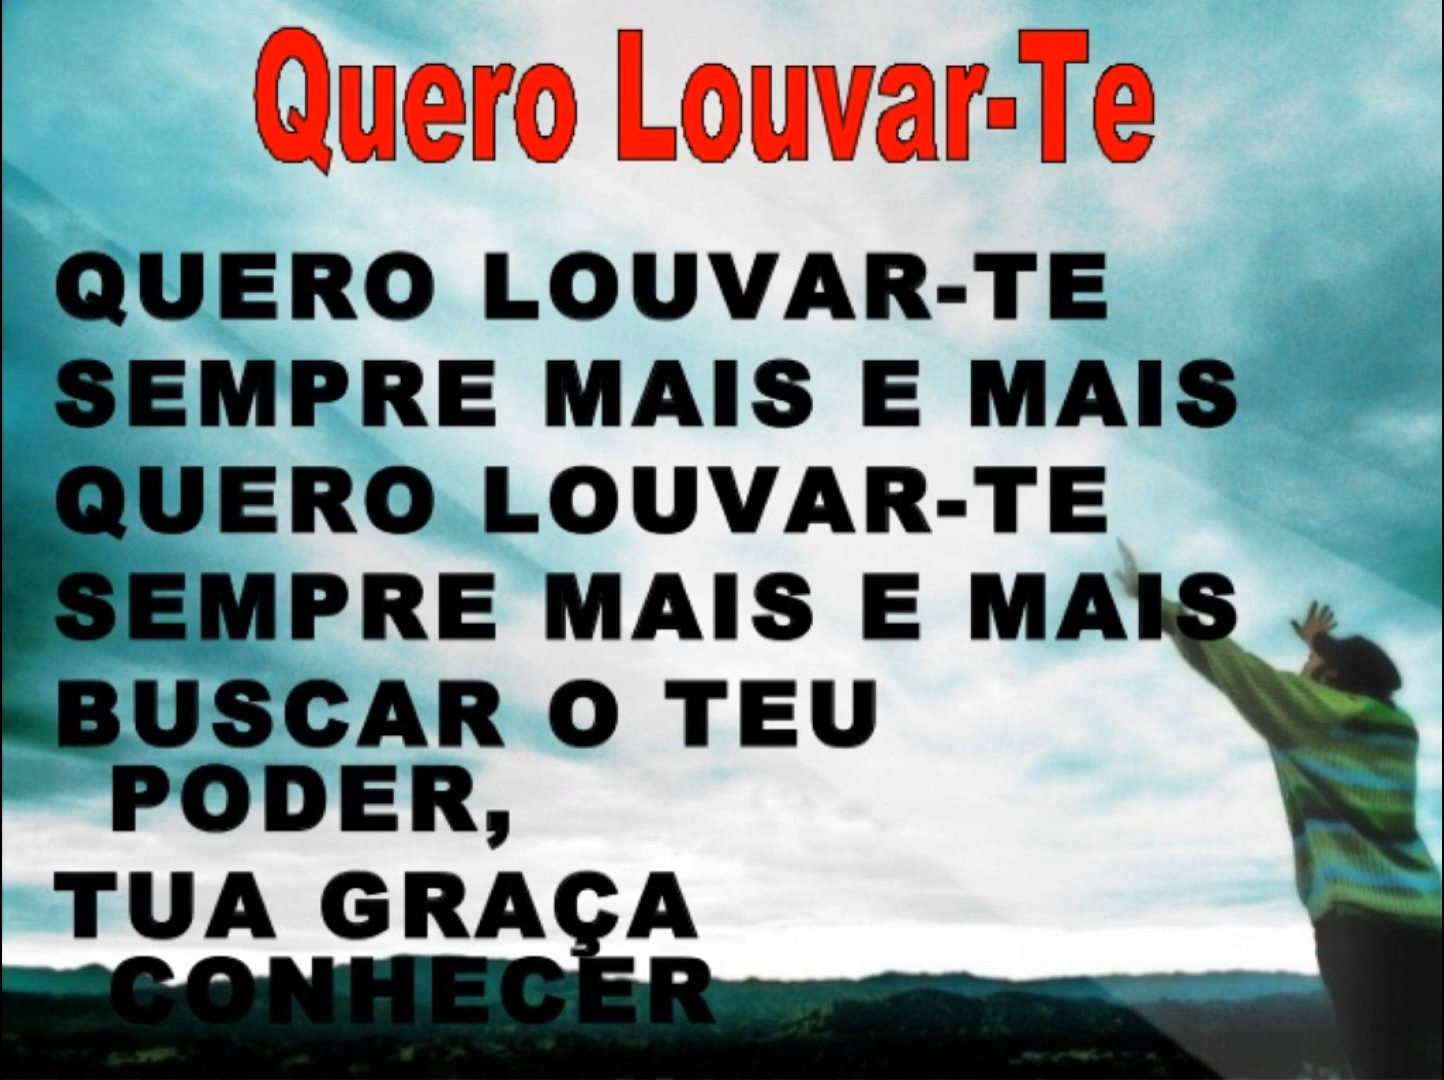 Quero Louvar-Te
QUERO LOUVAR-TE
SEMPRE MAIS E MAIS
QUERO LOUVAR-TE
SEMPRE MAIS E MAIS
BUSCAR O TEU
PODER,
TUA GRAÇA
CONHECER